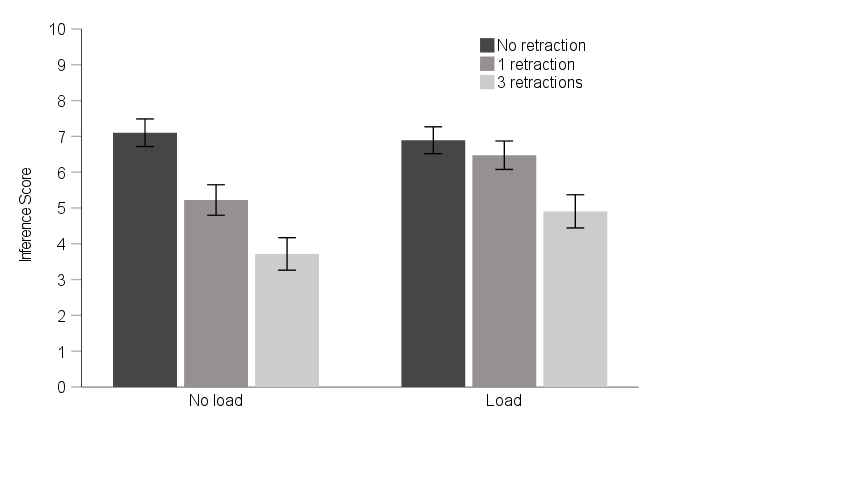 10
9
8
7
6
5
4
3
2
1
0
Inference Score
No retraction
1 retraction
3 retractions
No load
Load